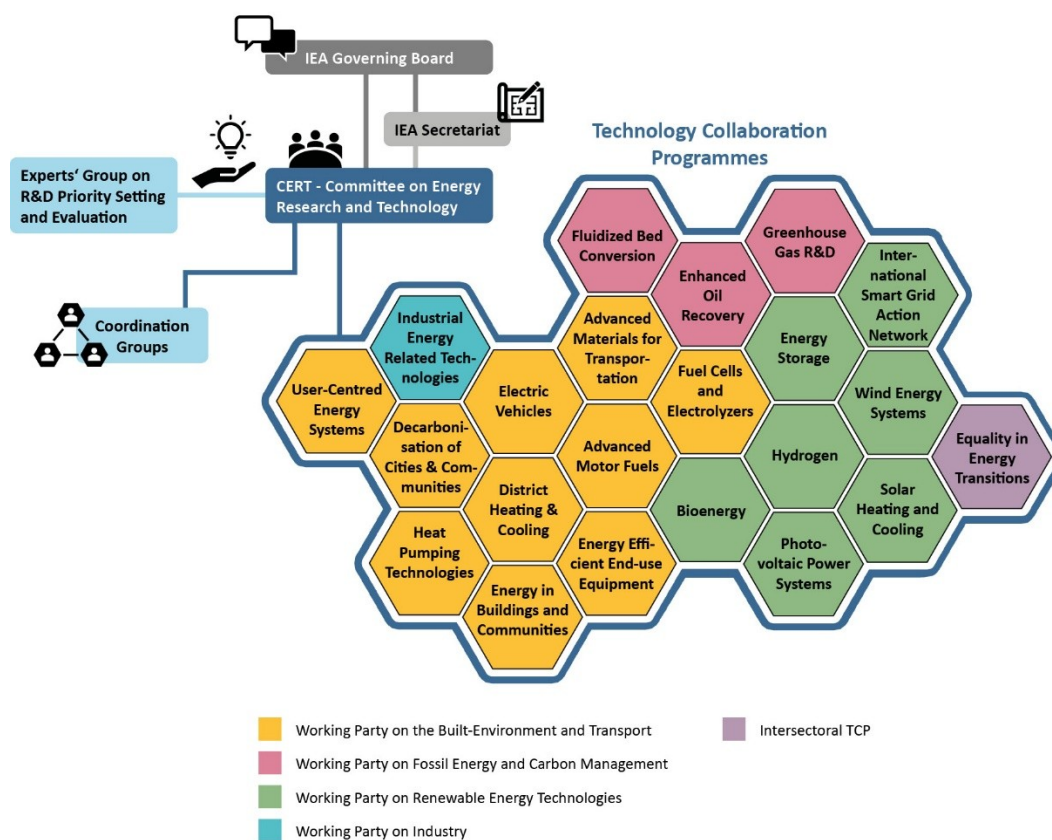 IEA Governing Board
IEA Secretariat
Experts‘ Group on
R&D Priority Setting
and Evaluation
CERT - Committee on Energy
Research and Technology
Coordination
Groups
Technology Collaboration
Programmes
Fluidized Bed
Conversion
Greenhouse
Gas R&D
Enhanced
Oil
Recovery
Inter-
national
Smart Grid
Action
Network
Industrial
Energy
Related Tech-
nologies
Advanced
Materials for
Transpor-
tation
Energy
Storage
User-Centred
Energy
Systems
Electric
Vehicles
Fuel Cells
and
Electrolyzers
Wind Energy
Systems
Decarboni-
sation of
Cities & Com-
munities
Advanced
Motor Fuels
Hydrogen
Equality in
Energy
Transitions
District
Heating &
Cooling
Bioenergy
Solar
Heating and
Cooling
Heat
Pumping
Technologies
Energy Effi-
cient End-use
Equipment
Photo-
voltaic Power
Systems
Energy in
Buildings and
Communities
Working Party on the Built-Environment and Transport
Intersectoral TCP
Working Party on Fossil Energy and Carbon Management
Working Party on Renewable Energy Technologies
Working Party on Industry